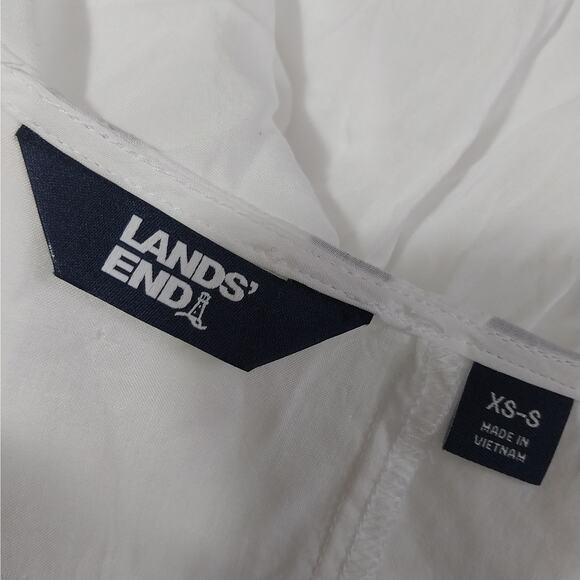 LANDS'
END
XS-S
MADE IN
VIETNAM